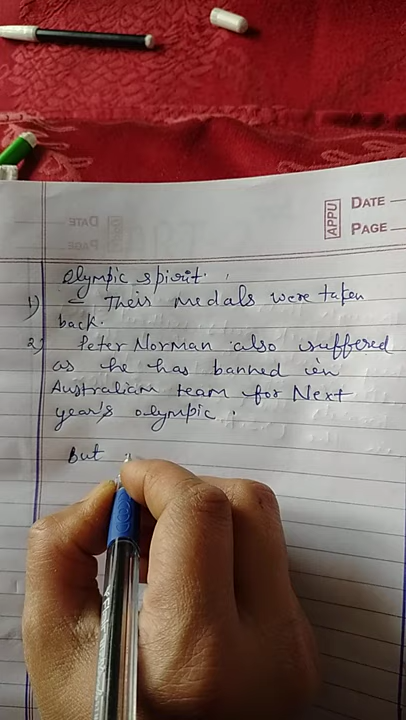 APPU
DATE
PAGE
Olympic spirit.
1) - Their medals were taken
back.
2) Peter Norman also suffered
as he has banned in
Australian team for Next
year's olympic.
But